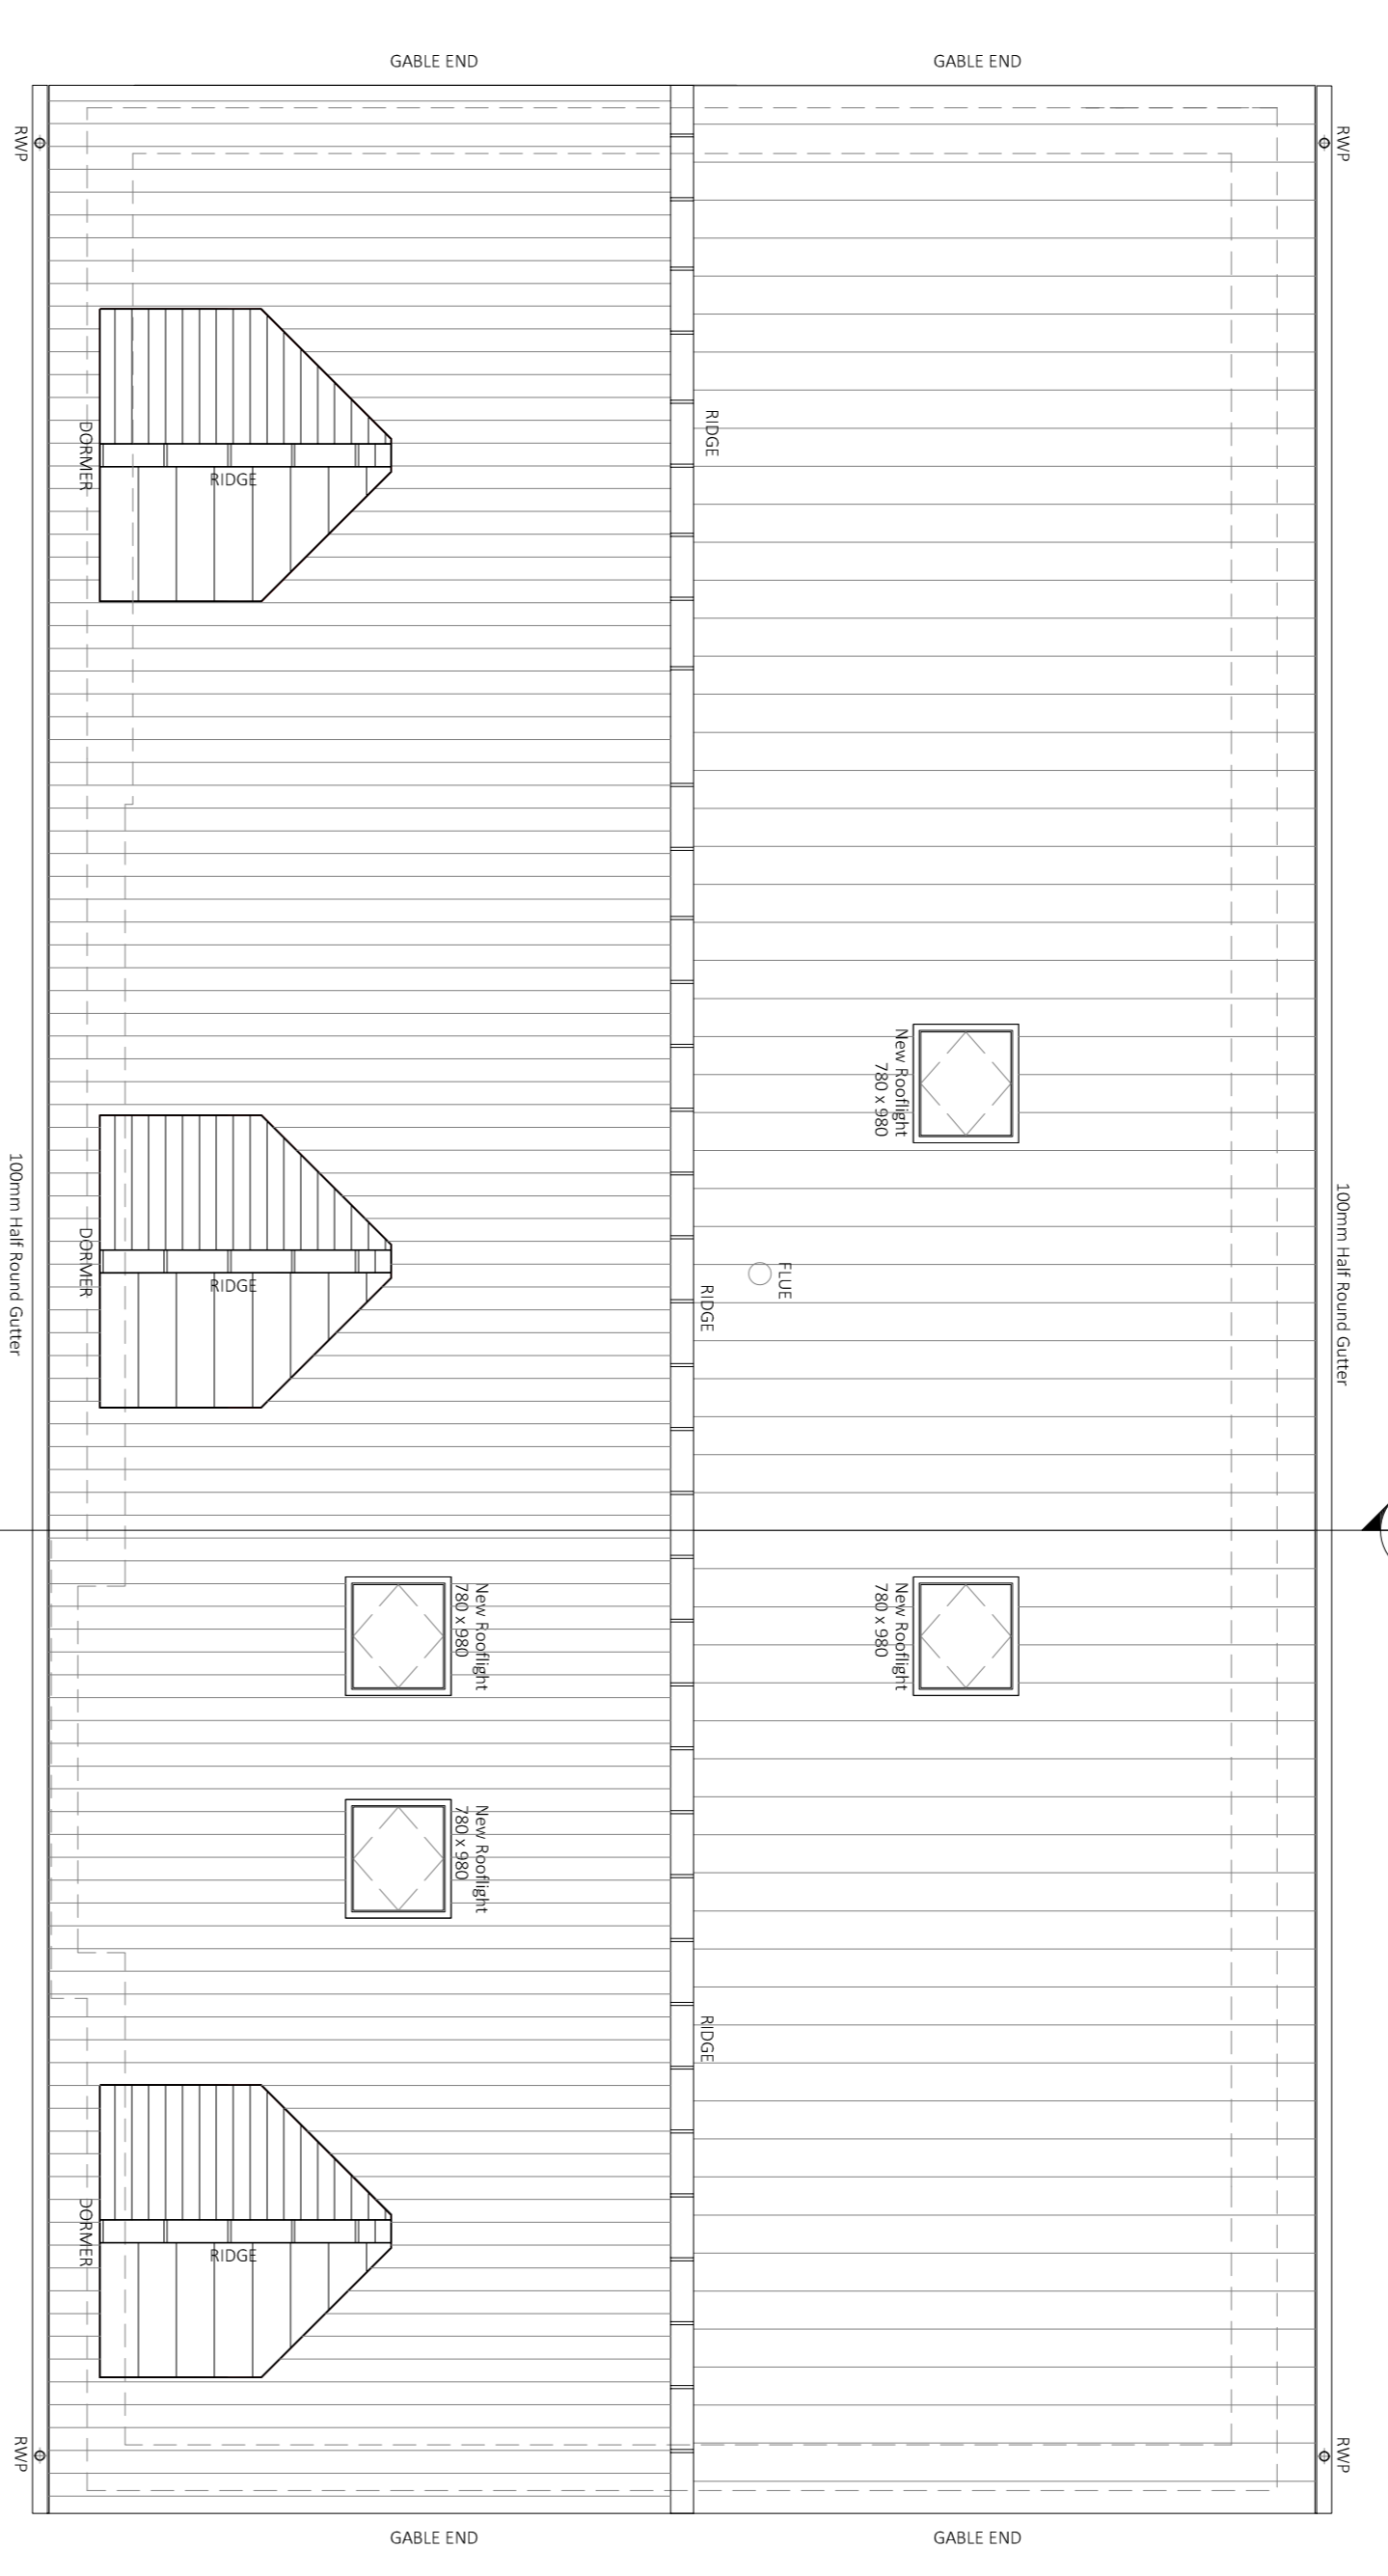 GABLE END
GABLE END
RWP
RWP
RIDGE
DORMER
RIDGE
New Rooflight
780 x 980
100mm Half Round Gutter
100mm Half Round Gutter
DORMER
RIDGE
FLUE
RIDGE
New Rooflight
780 x 980
New Rooflight
780 x 980
New Rooflight
780 x 980
RIDGE
DORMER
RIDGE
RWP
RWP
GABLE END
GABLE END